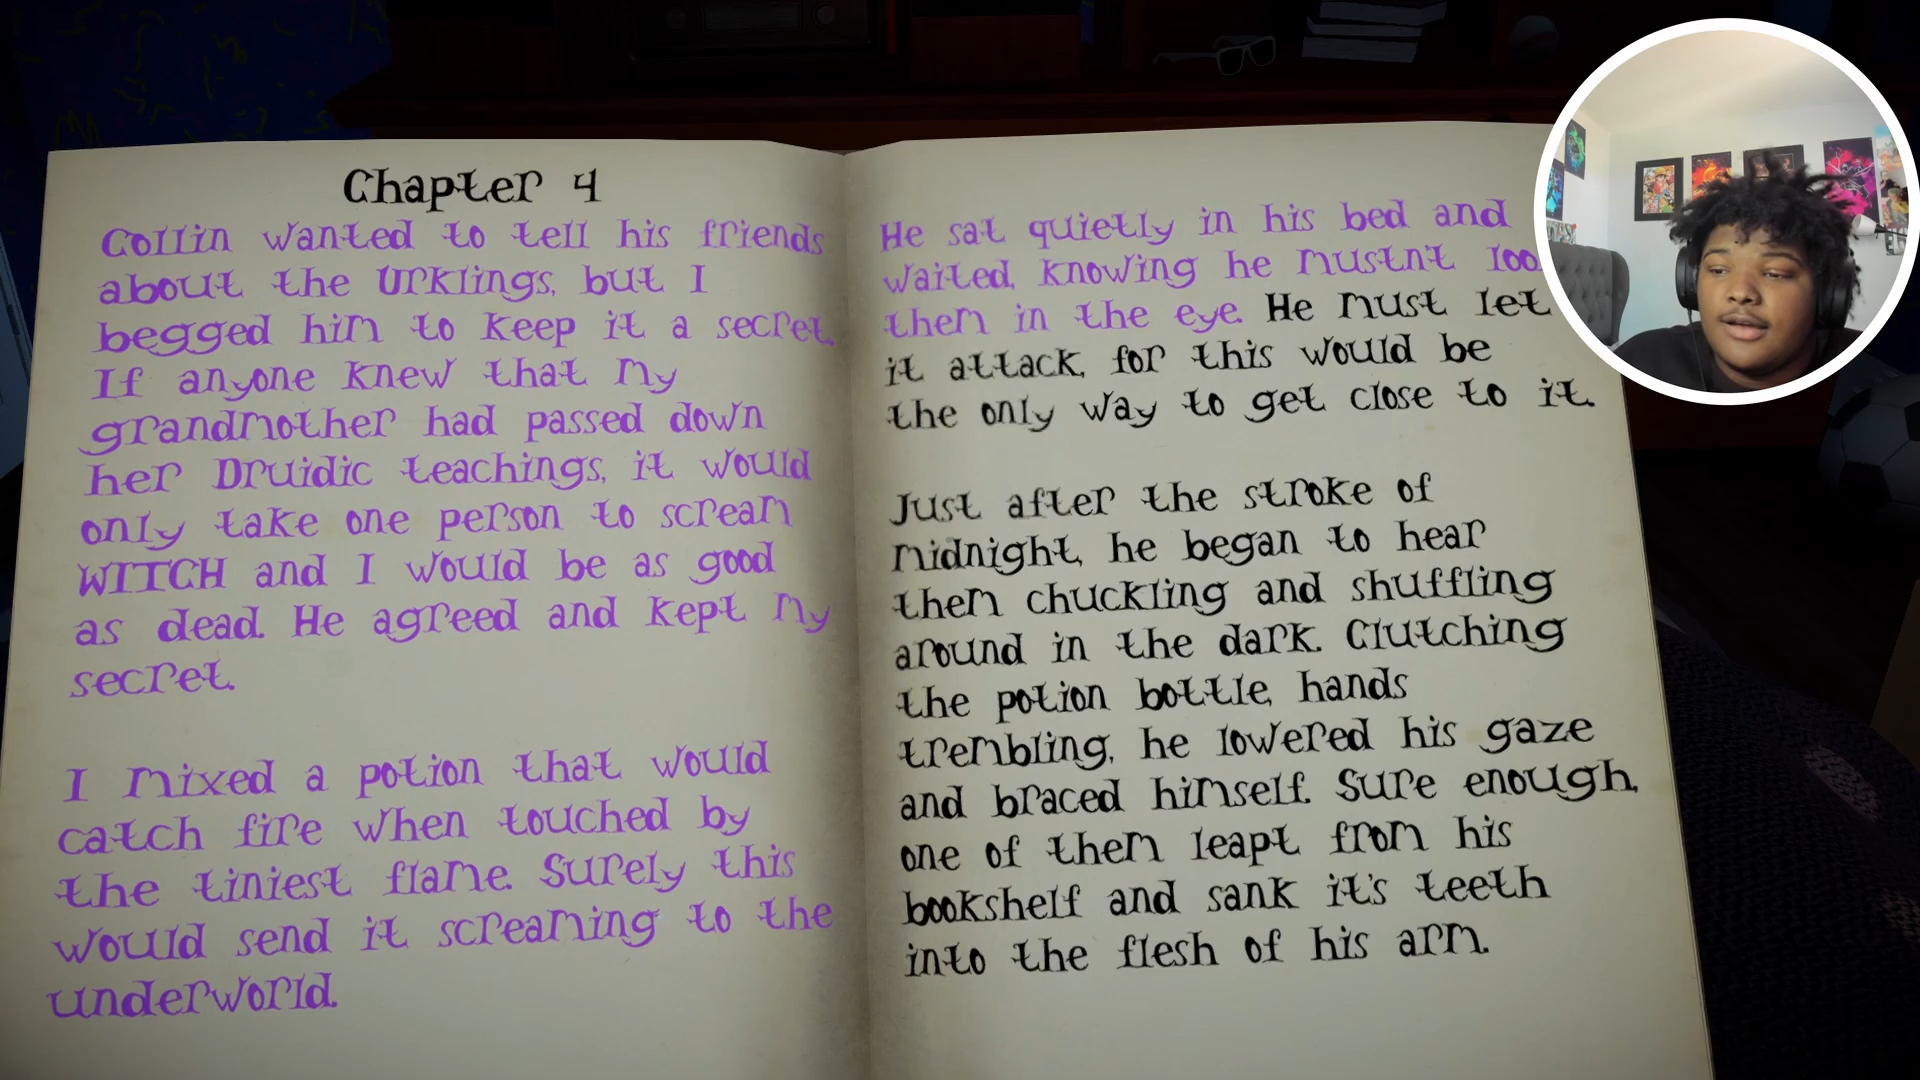 Chapter 4
Collin wanted to tell his friends
about the Urklings, but I
begged him to keep it a secret.
If anyone knew that my
grandmother had passed down
her Druidic teachings, it would
only take one person to scream
WITCH and I would be as good
as dead. He agreed and kept my
secret.
I mixed a potion that would
catch fire when touched by
the tiniest flame. Surely this
would send it screaming to the
underworld.
He sat quietly in his bed and
waited, knowing he mustn't
them in the eye. He must let
it attack, for this would be
the only way to get close to it.
Just after the stroke of
midnight, he began to hear
them chuckling and shuffling
around in the dark. Clutching
the potion bottle, hands
trembling, he lowered his gaze
and braced himself. Sure enough,
one of them leapt from his
bookshelf and sank it's teeth
into the flesh of his arm.